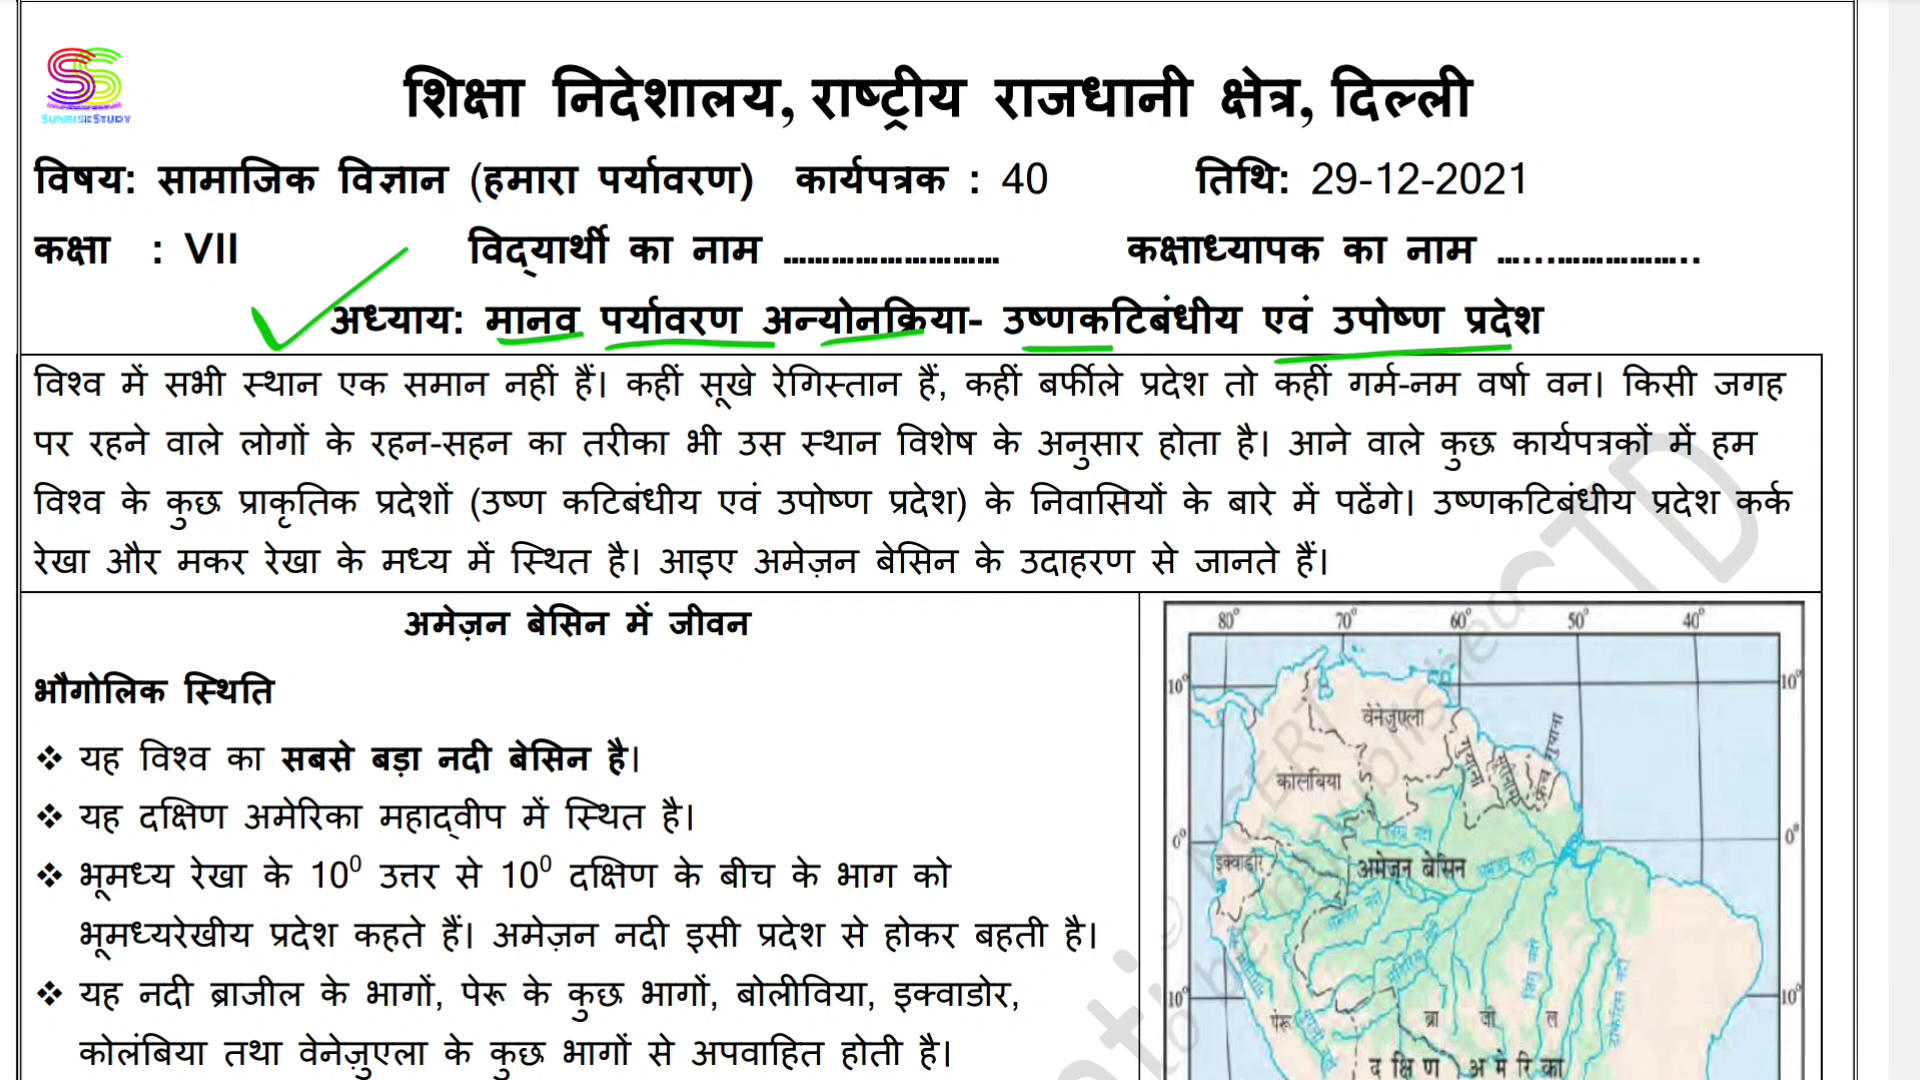 SUNRISE STUDY
शिक्षा निदेशालय, राष्ट्रीय राजधानी क्षेत्र, दिल्ली
विषय: सामाजिक विज्ञान (हमारा पर्यावरण) कार्यपत्रक : 40 तिथि: 29-12-2021
कक्षा : VII विद्यार्थी का नाम ........................... कक्षाध्यापक का नाम .........................
अध्याय: मानव पर्यावरण अन्योनक्रिया- उष्णकटिबंधीय एवं उपोष्ण प्रदेश
विश्व में सभी स्थान एक समान नहीं हैं। कहीं सूखे रेगिस्तान हैं, कहीं बर्फीले प्रदेश तो कहीं गर्म-नम वर्षा वन। किसी जगह
पर रहने वाले लोगों के रहन-सहन का तरीका भी उस स्थान विशेष के अनुसार होता है। आने वाले कुछ कार्यपत्रकों में हम
विश्व के कुछ प्राकृतिक प्रदेशों (उष्ण कटिबंधीय एवं उपोष्ण प्रदेश) के निवासियों के बारे में पढेंगे। उष्णकटिबंधीय प्रदेश कर्क
रेखा और मकर रेखा के मध्य में स्थित है। आइए अमेज़न बेसिन के उदाहरण से जानते हैं।
अमेज़न बेसिन में जीवन
भौगोलिक स्थिति
❖ यह विश्व का सबसे बड़ा नदी बेसिन है।
❖ यह दक्षिण अमेरिका महाद्वीप में स्थित है।
❖ भूमध्य रेखा के 10⁰ उत्तर से 10⁰ दक्षिण के बीच के भाग को
भूमध्यरेखीय प्रदेश कहते हैं। अमेज़न नदी इसी प्रदेश से होकर बहती है।
❖ यह नदी ब्राजील के भागों, पेरू के कुछ भागों, बोलीविया, इक्वाडोर,
कोलंबिया तथा वेनेज़ुएला के कुछ भागों से अपवाहित होती है।
80° 70° 60° 50° 40°
10° 10°
वेनेजुएला
गुयाना सूरीनाम फ्रेंच गुयाना
कोलंबिया
0° 0°
इक्वाडोर अमेज़न बेसिन
10° 10°
पेरू ब्रा जी ल
द क्षि ण अ मे रि का